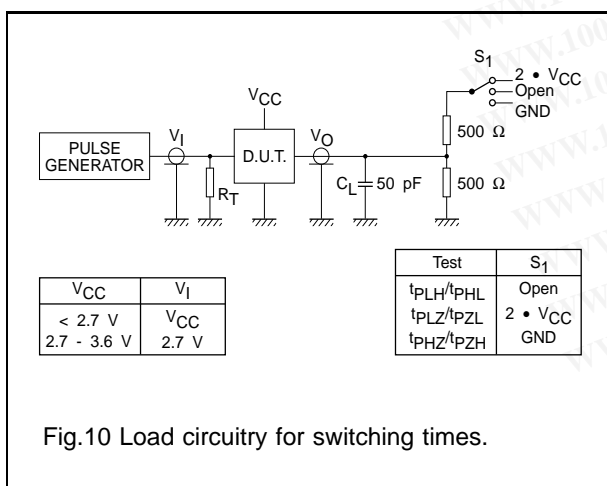 S1
2 • VCC
Open
GND
VCC
VI
VO
500 Ω
PULSE
GENERATOR
D.U.T.
RT
CL
50 pF
500 Ω
VCC VI
< 2.7 V VCC
2.7 - 3.6 V 2.7 V
Test S1
tPLH/tPHL Open
tPLZ/tPZL 2 • VCC
tPHZ/tPZH GND
Fig.10 Load circuitry for switching times.